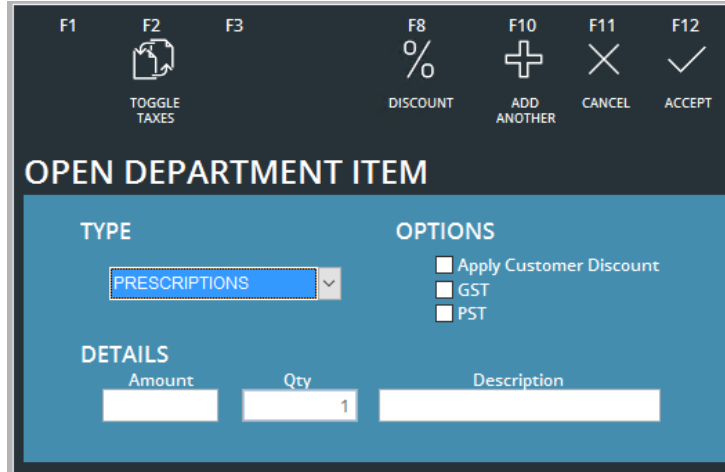 F1 F2 F3 F8 F10 F11 F12
TOGGLE TAXES DISCOUNT ADD ANOTHER CANCEL ACCEPT
OPEN DEPARTMENT ITEM
TYPE OPTIONS
PRESCRIPTIONS
Apply Customer Discount
GST
PST
DETAILS
Amount Qty Description
1